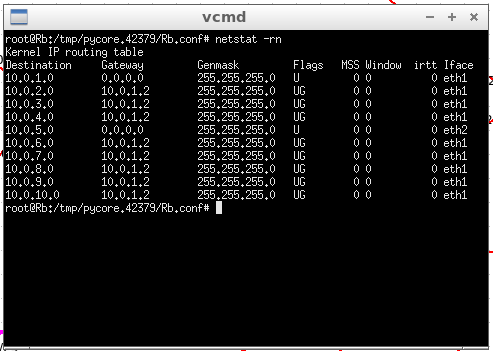 vcmd
root@Rb:/tmp/pycore.42379/Rb.conf# netstat -rn
Kernel IP routing table
Destination Gateway Genmask Flags MSS Window irtt Iface
10.0.1.0 0.0.0.0 255.255.255.0 U 0 0 0 eth1
10.0.2.0 10.0.1.2 255.255.255.0 UG 0 0 0 eth1
10.0.3.0 10.0.1.2 255.255.255.0 UG 0 0 0 eth1
10.0.4.0 10.0.1.2 255.255.255.0 UG 0 0 0 eth1
10.0.5.0 0.0.0.0 255.255.255.0 U 0 0 0 eth2
10.0.6.0 10.0.1.2 255.255.255.0 UG 0 0 0 eth1
10.0.7.0 10.0.1.2 255.255.255.0 UG 0 0 0 eth1
10.0.8.0 10.0.1.2 255.255.255.0 UG 0 0 0 eth1
10.0.9.0 10.0.1.2 255.255.255.0 UG 0 0 0 eth1
10.0.10.0 10.0.1.2 255.255.255.0 UG 0 0 0 eth1
root@Rb:/tmp/pycore.42379/Rb.conf#